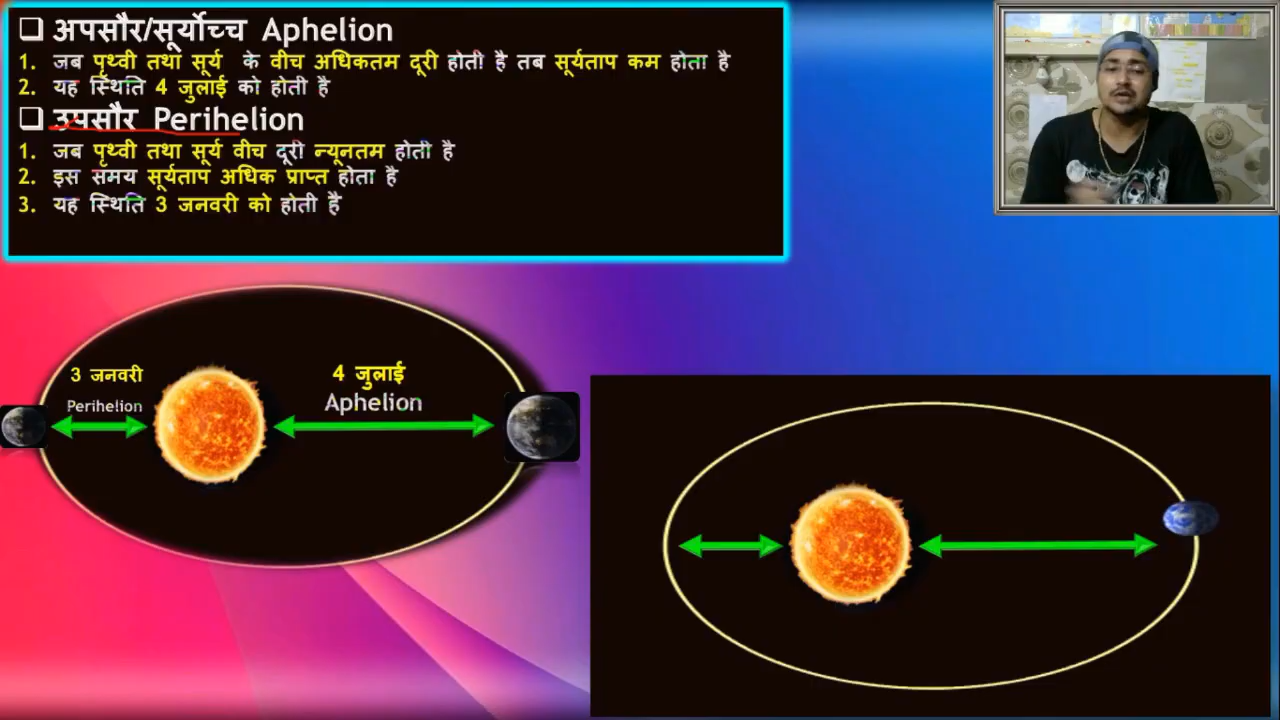 ❑ अपसौर/सूर्योच्च Aphelion
1. जब पृथ्वी तथा सूर्य के वीच अधिकतम दूरी होती है तब सूर्यताप कम होता है
2. यह स्थिति 4 जुलाई को होती है
❑ उपसौर Perihelion
1. जब पृथ्वी तथा सूर्य वीच दूरी न्यूनतम होती है
2. इस समय सूर्यताप अधिक प्राप्त होता है
3. यह स्थिति 3 जनवरी को होती है
3 जनवरी
Perihelion
4 जुलाई
Aphelion